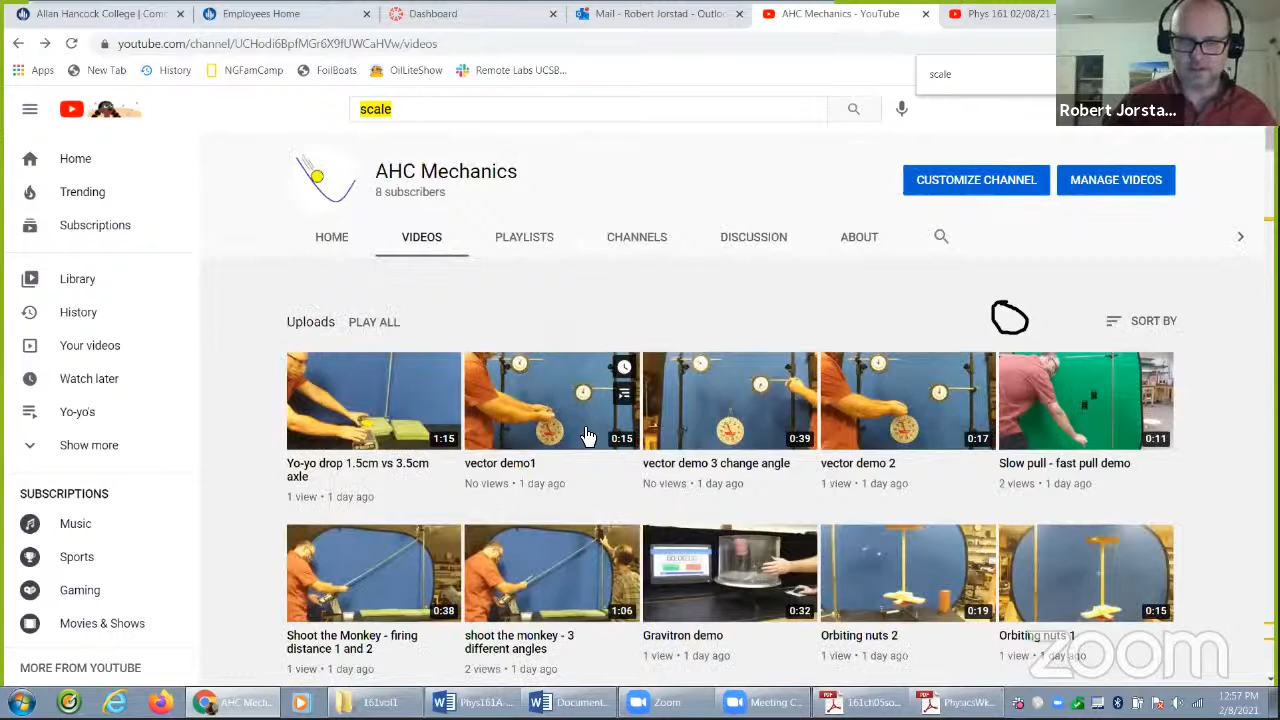 Allan Hancock College | Com
Employees Home
Dashboard
Mail - Robert Jorstad - Outloo
AHC Mechanics - YouTube
Phys 161 02/08/21 -
youtube.com/channel/UCHodi6BpfMGr6X9fUWCaHVw/videos
Apps
New Tab
History
NGFamCamp
FoilBoats
OilLiteShow
Remote Labs UCSB...
scale
scale
Robert Jorsta...
Home
Trending
Subscriptions
Library
History
Your videos
Watch later
Yo-yo's
Show more
SUBSCRIPTIONS
Music
Sports
Gaming
Movies & Shows
MORE FROM YOUTUBE
AHC Mechanics
8 subscribers
CUSTOMIZE CHANNEL
MANAGE VIDEOS
HOME
VIDEOS
PLAYLISTS
CHANNELS
DISCUSSION
ABOUT
Uploads
PLAY ALL
SORT BY
1:15
0:15
0:39
0:17
0:11
Yo-yo drop 1.5cm vs 3.5cm
axle
1 view • 1 day ago
vector demo1
No views • 1 day ago
vector demo 3 change angle
No views • 1 day ago
vector demo 2
1 view • 1 day ago
Slow pull - fast pull demo
2 views • 1 day ago
0:38
1:06
0:32
0:19
0:15
Shoot the Monkey - firing
distance 1 and 2
1 view • 1 day ago
shoot the monkey - 3
different angles
2 views • 1 day ago
Gravitron demo
1 view • 1 day ago
Orbiting nuts 2
1 view • 1 day ago
Orbiting nuts 1
1 view • 1 day ago
zoom
AHC Mech...
161vol1
Phys161A-...
Document...
Zoom
Meeting C...
161ch05so...
PhysicsWk...
12:57 PM
2/8/2021